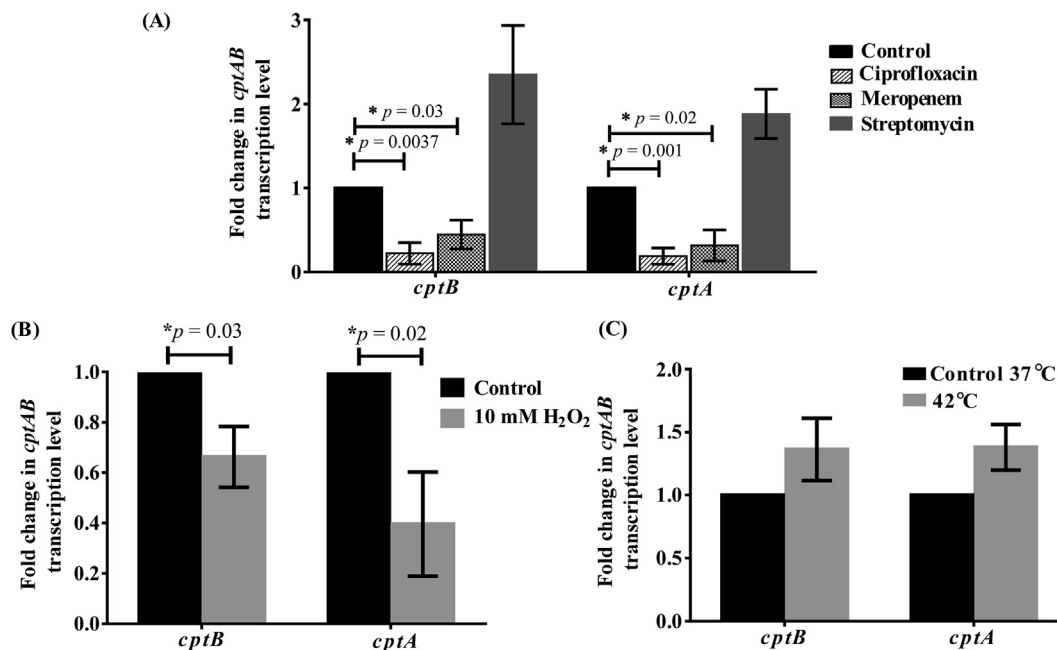 (A)
Fold change in cptAB
transcription level
3
2
1
0
* p = 0.03
* p = 0.0037
* p = 0.02
* p = 0.001
cptB
cptA
Control
Ciprofloxacin
Meropenem
Streptomycin
(B)
Fold change in cptAB
transcription level
1.0
0.8
0.6
0.4
0.2
0.0
*p = 0.03
*p = 0.02
cptB
cptA
Control
10 mM H₂O₂
(C)
Fold change in cptAB
transcription level
2.0
1.5
1.0
0.5
0.0
cptB
cptA
Control 37°C
42°C